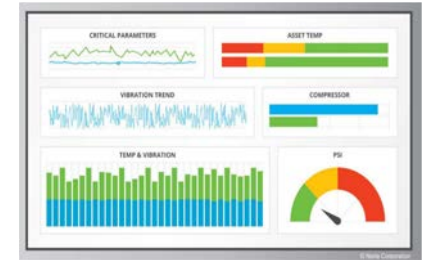 CRITICAL PARAMETERS
ASSET TEMP
VIBRATION TREND
COMPRESSOR
TEMP & VIBRATION
PSI